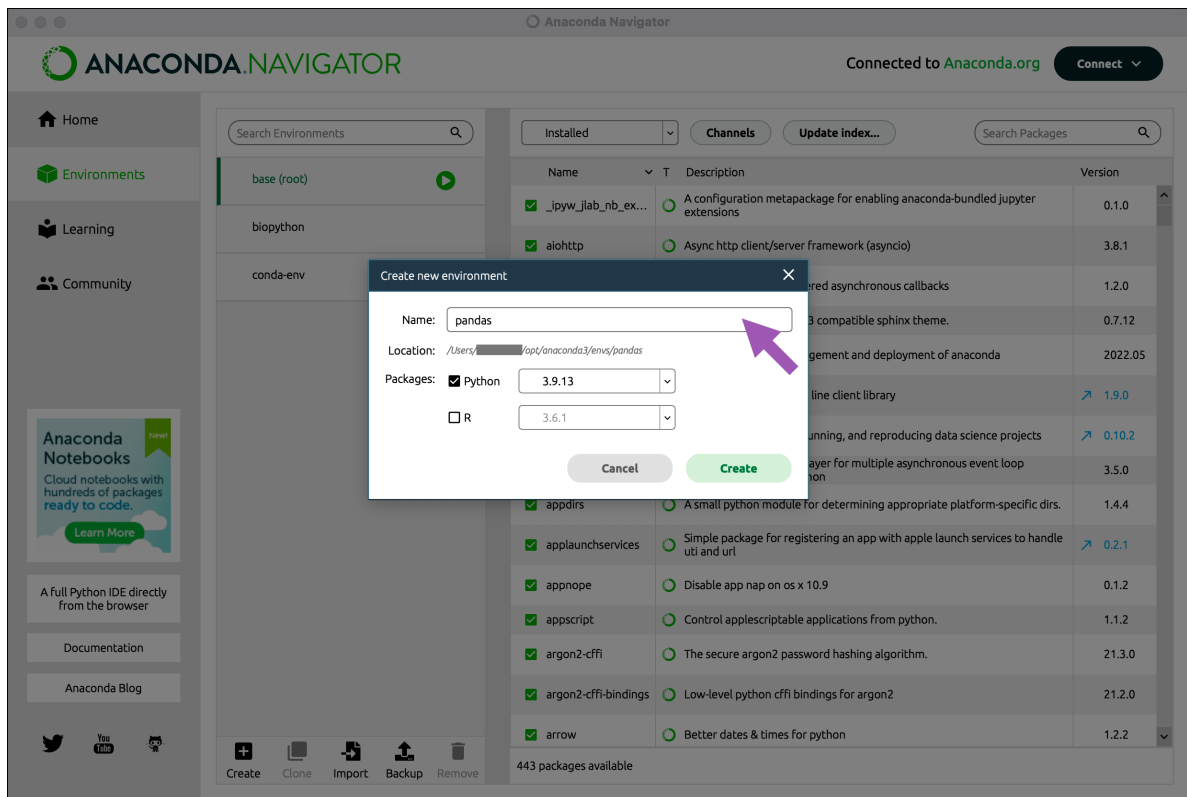 Anaconda Navigator
ANACONDA.NAVIGATOR
Connected to Anaconda.org
Connect
Home
Environments
Learning
Community
Anaconda Notebooks
New!
Cloud notebooks with
hundreds of packages
ready to code.
Learn More
A full Python IDE directly
from the browser
Documentation
Anaconda Blog
You
Tube
Search Environments
base (root)
biopython
conda-env
Create
Clone
Import
Backup
Remove
Installed
Channels
Update index...
Search Packages
Name T Description Version
_ipyw_jlab_nb_ex... A configuration metapackage for enabling anaconda-bundled jupyter
extensions 0.1.0
aiohttp Async http client/server framework (asyncio) 3.8.1
ered asynchronous callbacks 1.2.0
3 compatible sphinx theme. 0.7.12
gement and deployment of anaconda 2022.05
line client library 1.9.0
unning, and reproducing data science projects 0.10.2
ayer for multiple asynchronous event loop
hon 3.5.0
appdirs A small python module for determining appropriate platform-specific dirs. 1.4.4
applaunchservices Simple package for registering an app with apple launch services to handle
uti and url 0.2.1
appnope Disable app nap on os x 10.9 0.1.2
appscript Control applescriptable applications from python. 1.1.2
argon2-cffi The secure argon2 password hashing algorithm. 21.3.0
argon2-cffi-bindings Low-level python cffi bindings for argon2 21.2.0
arrow Better dates & times for python 1.2.2
443 packages available
Create new environment
Name: pandas
Location: /Users/ /opt/anaconda3/envs/pandas
Packages: Python 3.9.13
R 3.6.1
Cancel
Create